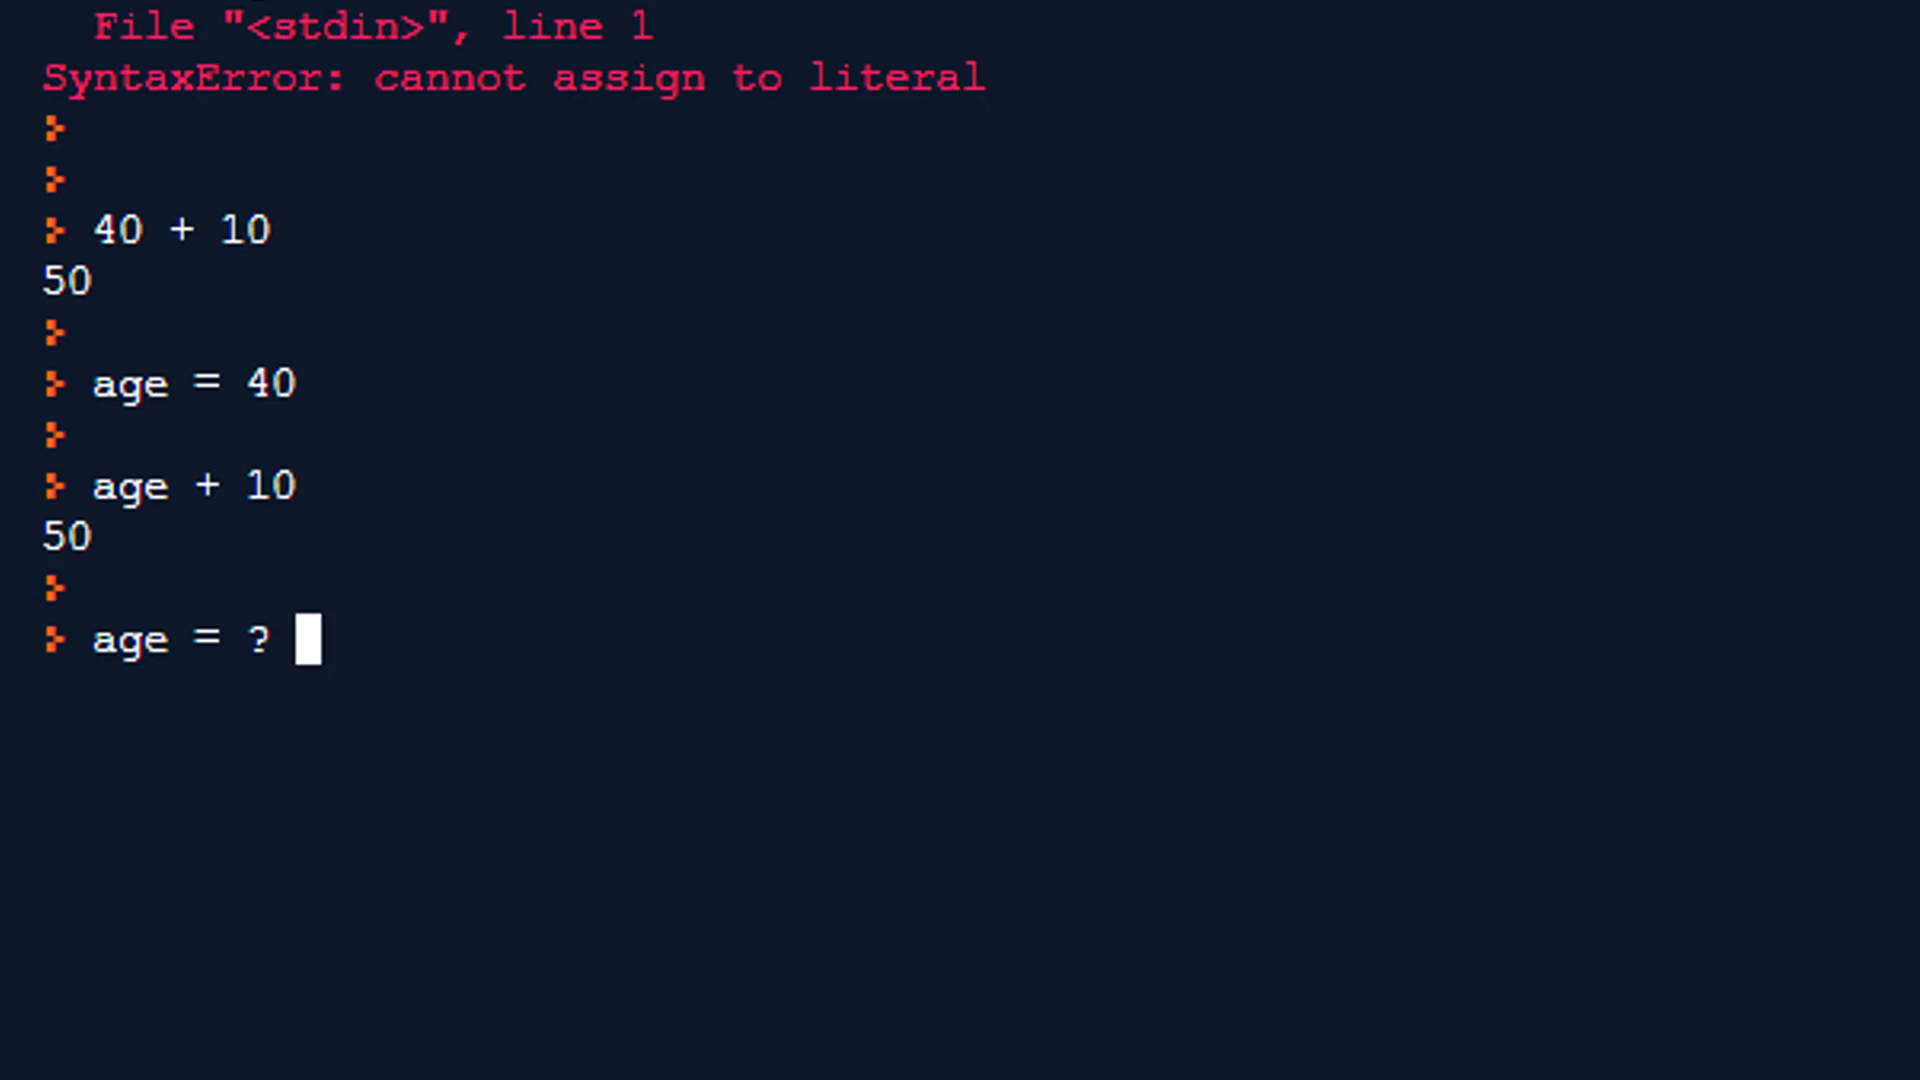 File "<stdin>", line 1
SyntaxError: cannot assign to literal
>
>
> 40 + 10
50
>
> age = 40
>
> age + 10
50
>
> age = ?